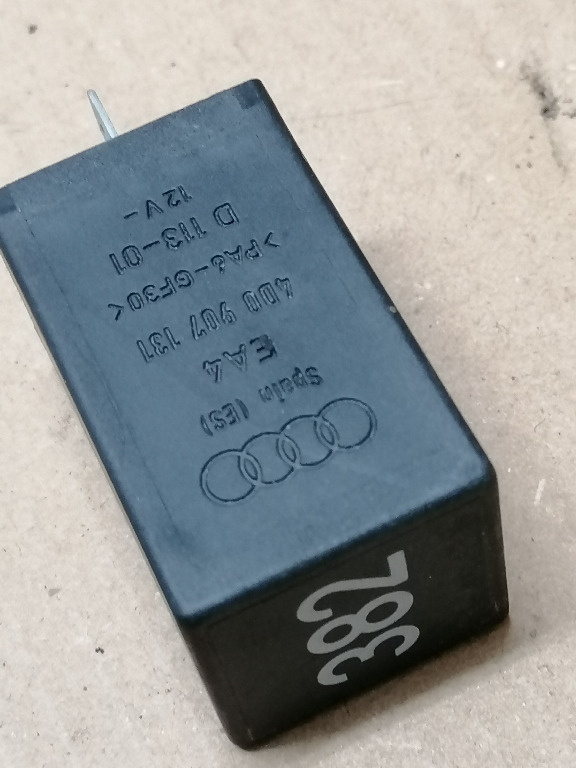 Spain (ES)
EA4
4D0 907 131
>PA6-GF30<
D 113-01
12V-
382